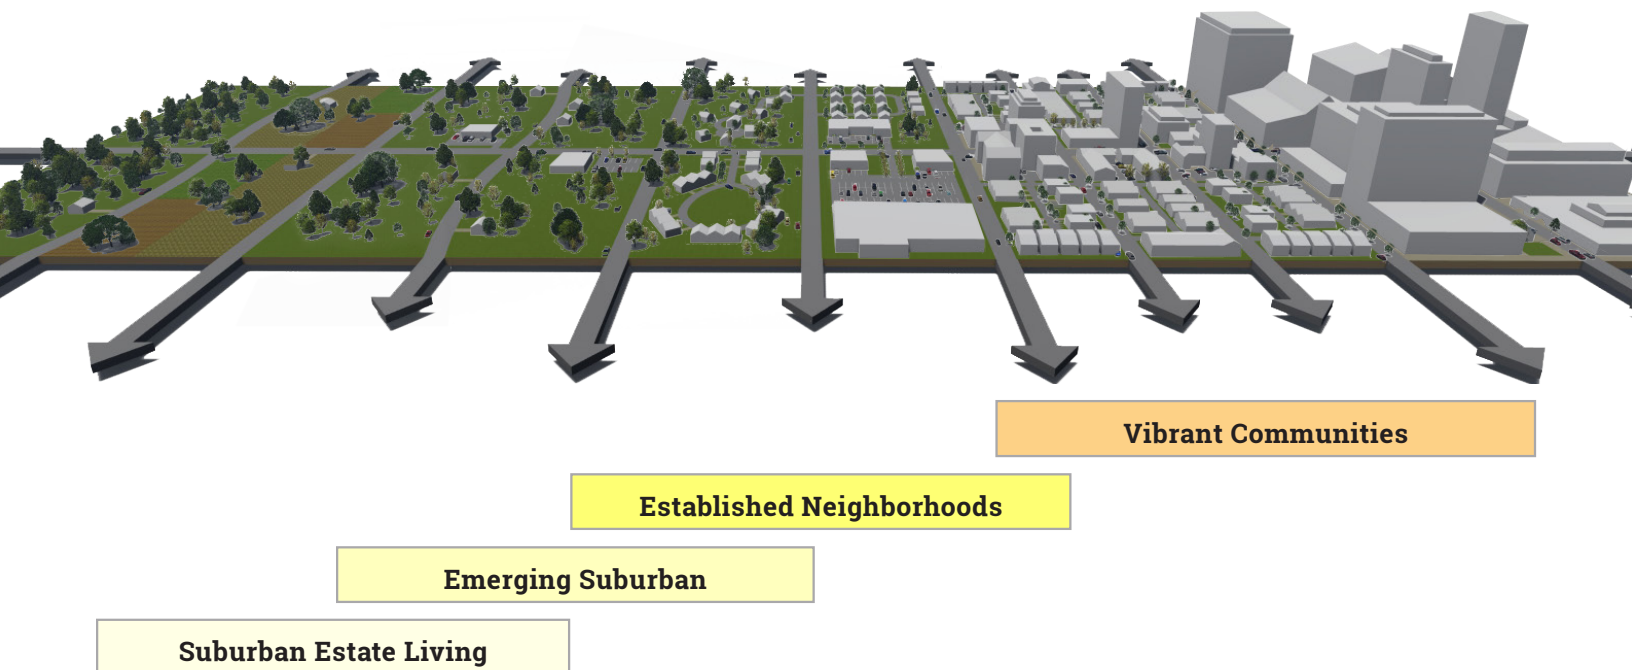 Vibrant Communities
Established Neighborhoods
Emerging Suburban
Suburban Estate Living